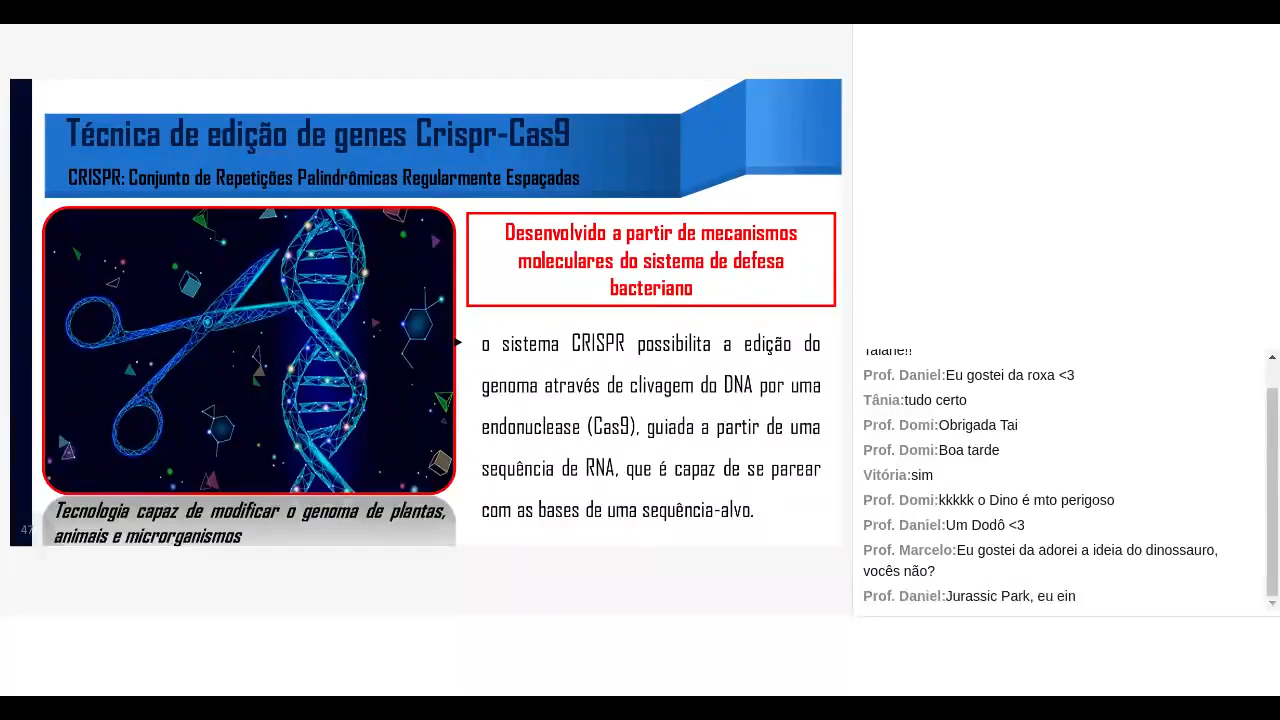 Técnica de edição de genes Crispr-Cas9
CRISPR: Conjunto de Repetições Palindrômicas Regularmente Espaçadas
Desenvolvido a partir de mecanismos
moleculares do sistema de defesa
bacteriano
o sistema CRISPR possibilita a edição do
genoma através de clivagem do DNA por uma
endonuclease (Cas9), guiada a partir de uma
sequência de RNA, que é capaz de se parear
com as bases de uma sequência-alvo.
Tecnologia capaz de modificar o genoma de plantas,
animais e microrganismos
47
Taiane!!
Prof. Daniel:Eu gostei da roxa <3
Tânia:tudo certo
Prof. Domi:Obrigada Tai
Prof. Domi:Boa tarde
Vitória:sim
Prof. Domi:kkkkk o Dino é mto perigoso
Prof. Daniel:Um Dodô <3
Prof. Marcelo:Eu gostei da adorei a ideia do dinossauro,
vocês não?
Prof. Daniel:Jurassic Park, eu ein